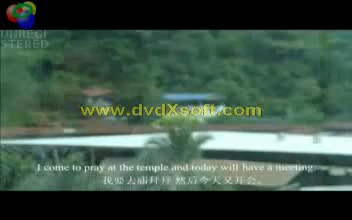 UNREGI
STERED
www.dvdXsoft.com
I come to pray at the temple and today will have a meeting.
我要去庙拜拜 然后今天又开会。